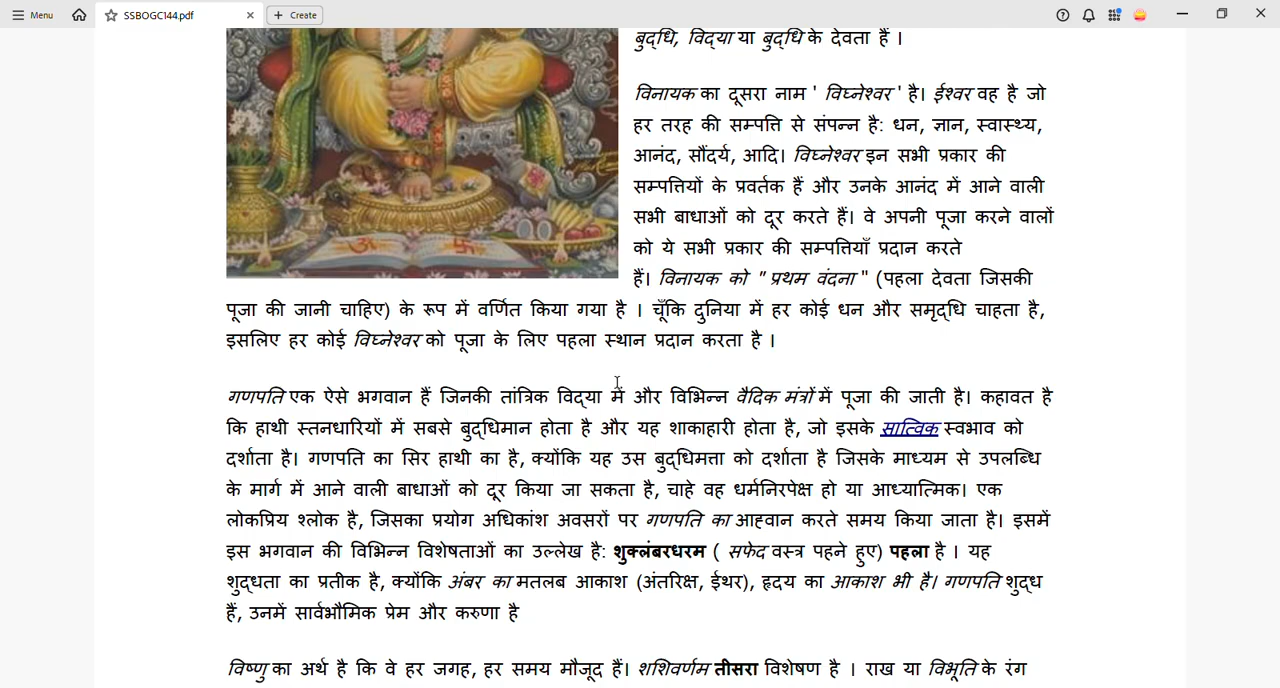 Menu
SSBOGC144.pdf
Create
बुद्धि, विद्या या बुद्धि के देवता हैं ।
विनायक का दूसरा नाम ' विघ्नेश्वर ' है। ईश्वर वह है जो
हर तरह की सम्पत्ति से संपन्न है: धन, ज्ञान, स्वास्थ्य,
आनंद, सौंदर्य, आदि। विघ्नेश्वर इन सभी प्रकार की
सम्पत्तियों के प्रवर्तक हैं और उनके आनंद में आने वाली
सभी बाधाओं को दूर करते हैं। वे अपनी पूजा करने वालों
को ये सभी प्रकार की सम्पत्तियाँ प्रदान करते
हैं। विनायक को " प्रथम वंदना " (पहला देवता जिसकी
पूजा की जानी चाहिए) के रूप में वर्णित किया गया है । चूँकि दुनिया में हर कोई धन और समृद्धि चाहता है,
इसलिए हर कोई विघ्नेश्वर को पूजा के लिए पहला स्थान प्रदान करता है ।
गणपति एक ऐसे भगवान हैं जिनकी तांत्रिक विद्या में और विभिन्न वैदिक मंत्रों में पूजा की जाती है। कहावत है
कि हाथी स्तनधारियों में सबसे बुद्धिमान होता है और यह शाकाहारी होता है, जो इसके सात्विक स्वभाव को
दर्शाता है। गणपति का सिर हाथी का है, क्योंकि यह उस बुद्धिमत्ता को दर्शाता है जिसके माध्यम से उपलब्धि
के मार्ग में आने वाली बाधाओं को दूर किया जा सकता है, चाहे वह धर्मनिरपेक्ष हो या आध्यात्मिक। एक
लोकप्रिय श्लोक है, जिसका प्रयोग अधिकांश अवसरों पर गणपति का आह्वान करते समय किया जाता है। इसमें
इस भगवान की विभिन्न विशेषताओं का उल्लेख है: शुक्लंबरधरम ( सफेद वस्त्र पहने हुए) पहला है । यह
शुद्धता का प्रतीक है, क्योंकि अंबर का मतलब आकाश (अंतरिक्ष, ईथर), हृदय का आकाश भी है। गणपति शुद्ध
हैं, उनमें सार्वभौमिक प्रेम और करुणा है
विष्णु का अर्थ है कि वे हर जगह, हर समय मौजूद हैं। शशिवर्णम तीसरा विशेषण है । राख या विभूति के रंग